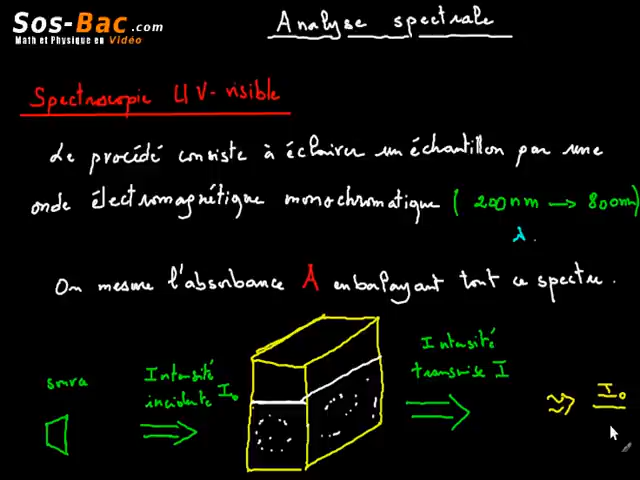 Sos-Bac.com
Math et Physique en Vidéo
Analyse spectrale
Spectroscopie UV-visible
Le procédé consiste à éclairer un échantillon par une
onde électromagnétique monochromatique ( 200nm → 800nm)
λ.
On mesure l'absorbance A en balayant tout ce spectre.
Intensité
transmise I
Intensité
incidente I₀
I₀